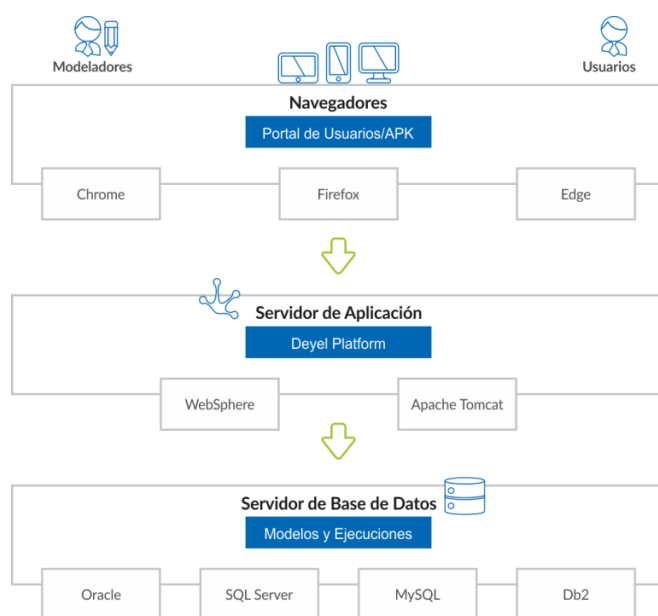 Modeladores
Usuarios
Navegadores
Portal de Usuarios/APK
Chrome
Firefox
Edge
Servidor de Aplicación
Deyel Platform
WebSphere
Apache Tomcat
Servidor de Base de Datos
Modelos y Ejecuciones
Oracle
SQL Server
MySQL
Db2